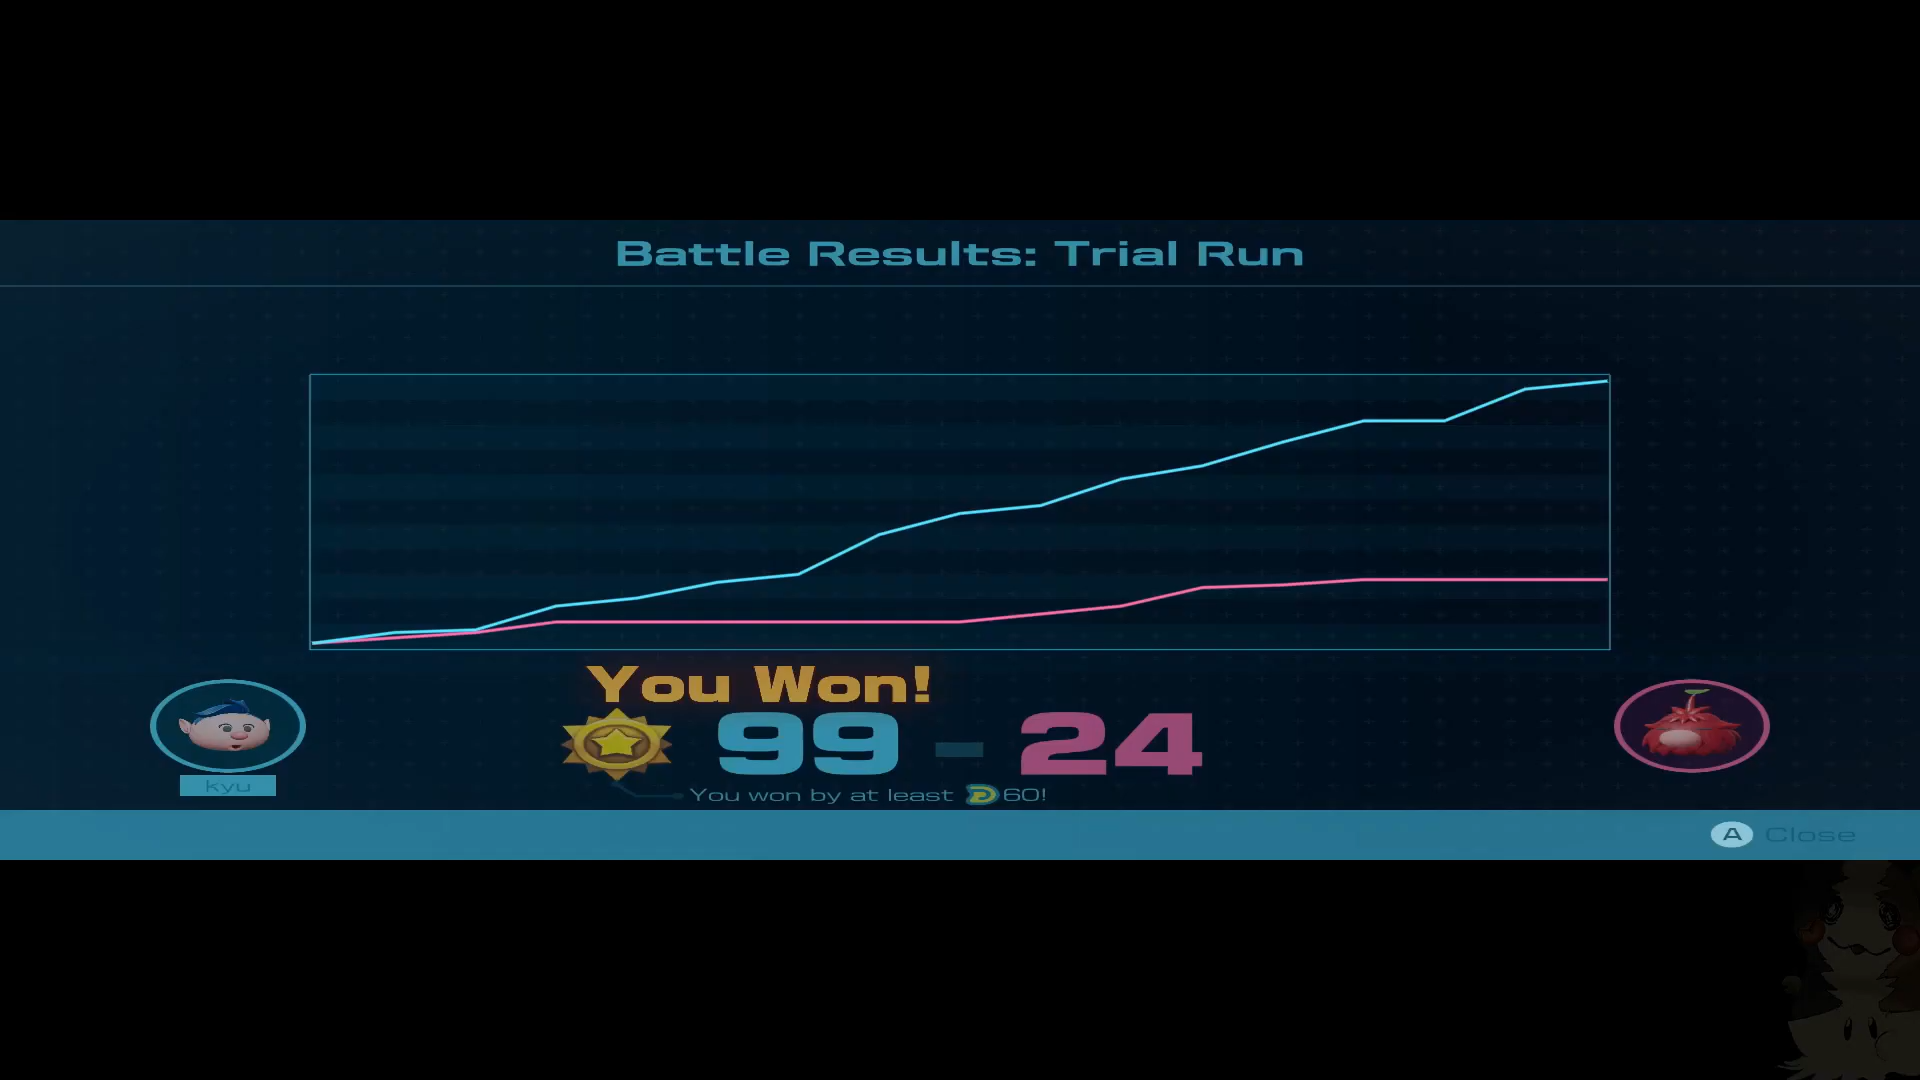 Battle Results: Trial Run
You Won!
99 - 24
kyu
You won by at least 60!
A Close